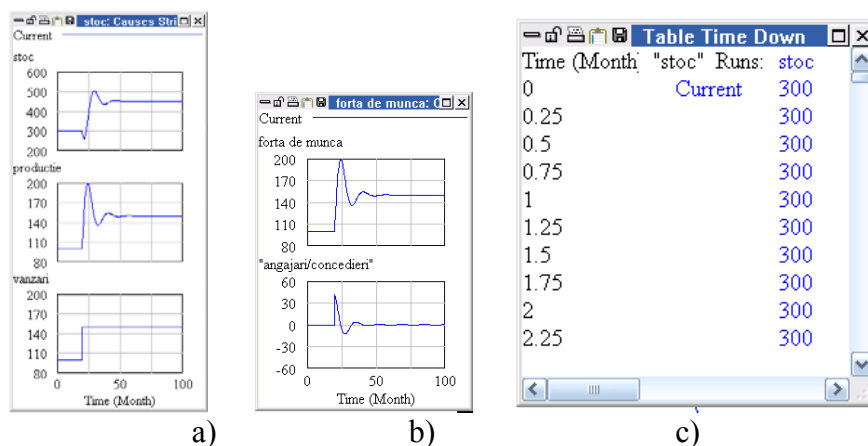 stoc: Causes Stri
Current
stoc
600
500
400
300
200
productie
200
170
140
110
80
vanzari
200
170
140
110
80
0 50 100
Time (Month)
a)
forta de munca: C
Current
forta de munca
200
170
140
110
80
"angajari/concedieri"
60
30
0
-30
-60
0 50 100
Time (Month)
b)
Table Time Down
Time (Month "stoc" Runs: stoc
0 Current 300
0.25 300
0.5 300
0.75 300
1 300
1.25 300
1.5 300
1.75 300
2 300
2.25 300
c)